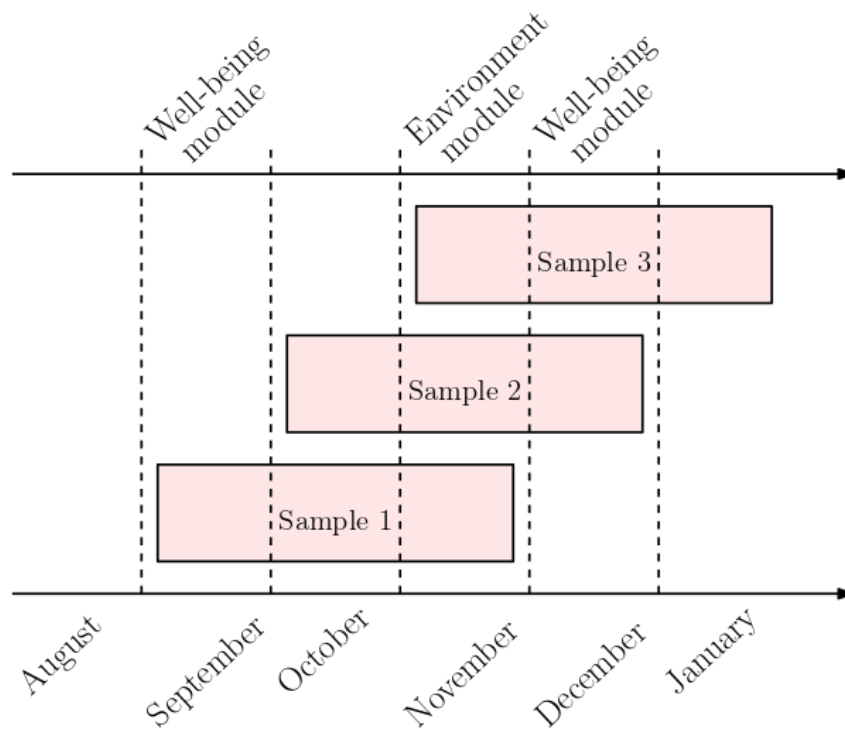 Well-being
module
Environment
module
Well-being
module
Sample 3
Sample 2
Sample 1
August
September
October
November
December
January